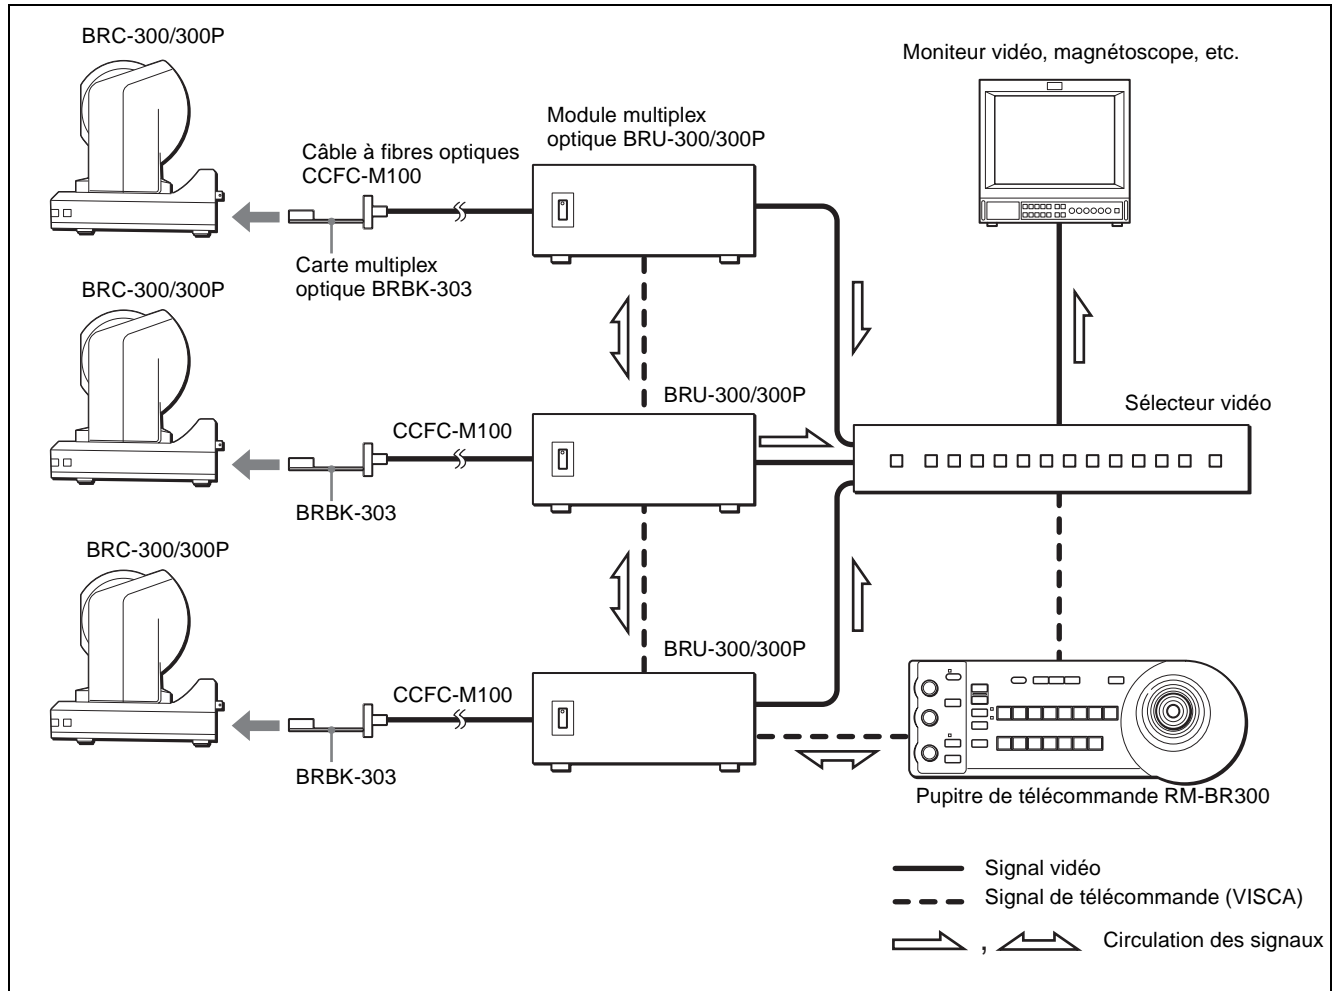 BRC-300/300P
Moniteur vidéo, magnétoscope, etc.
Module multiplex
optique BRU-300/300P
Câble à fibres optiques
CCFC-M100
Carte multiplex
optique BRBK-303
BRC-300/300P
BRU-300/300P
Sélecteur vidéo
CCFC-M100
BRBK-303
BRC-300/300P
BRU-300/300P
CCFC-M100
BRBK-303
Pupitre de télécommande RM-BR300
Signal vidéo
Signal de télécommande (VISCA)
, Circulation des signaux